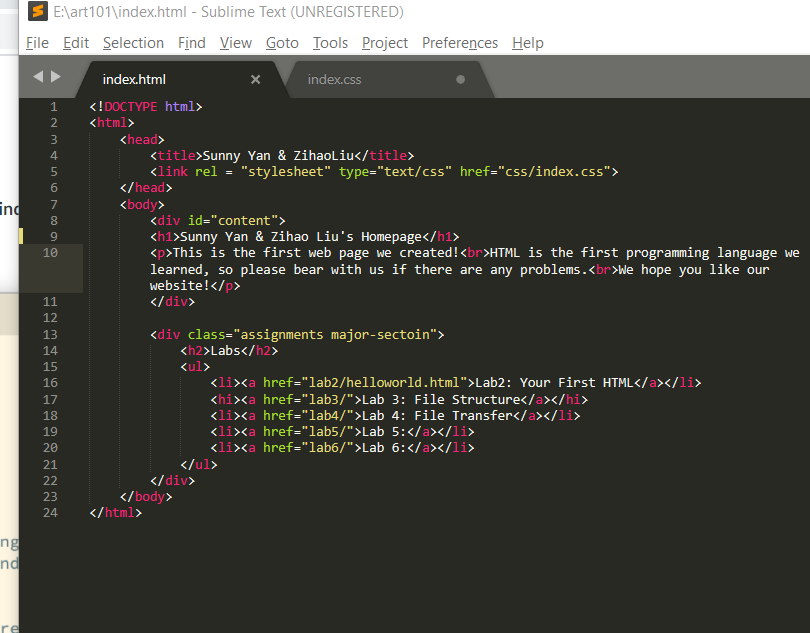 E:\art101\index.html - Sublime Text (UNREGISTERED)
File Edit Selection Find View Goto Tools Project Preferences Help
index.html × index.css
1 <!DOCTYPE html>
2 <html>
3 <head>
4 <title>Sunny Yan & ZihaoLiu</title>
5 <link rel = "stylesheet" type="text/css" href="css/index.css">
6 </head>
7 <body>
8 <div id="content">
9 <h1>Sunny Yan & Zihao Liu's Homepage</h1>
10 <p>This is the first web page we created!<br>HTML is the first programming language we
learned, so please bear with us if there are any problems.<br>We hope you like our
website!</p>
11 </div>
12
13 <div class="assignments major-sectoin">
14 <h2>Labs</h2>
15 <ul>
16 <li><a href="lab2/helloworld.html">Lab2: Your First HTML</a></li>
17 <hi><a href="lab3/">Lab 3: File Structure</a></hi>
18 <li><a href="lab4/">Lab 4: File Transfer</a></li>
19 <li><a href="lab5/">Lab 5:</a></li>
20 <li><a href="lab6/">Lab 6:</a></li>
21 </ul>
22 </div>
23 </body>
24 </html>